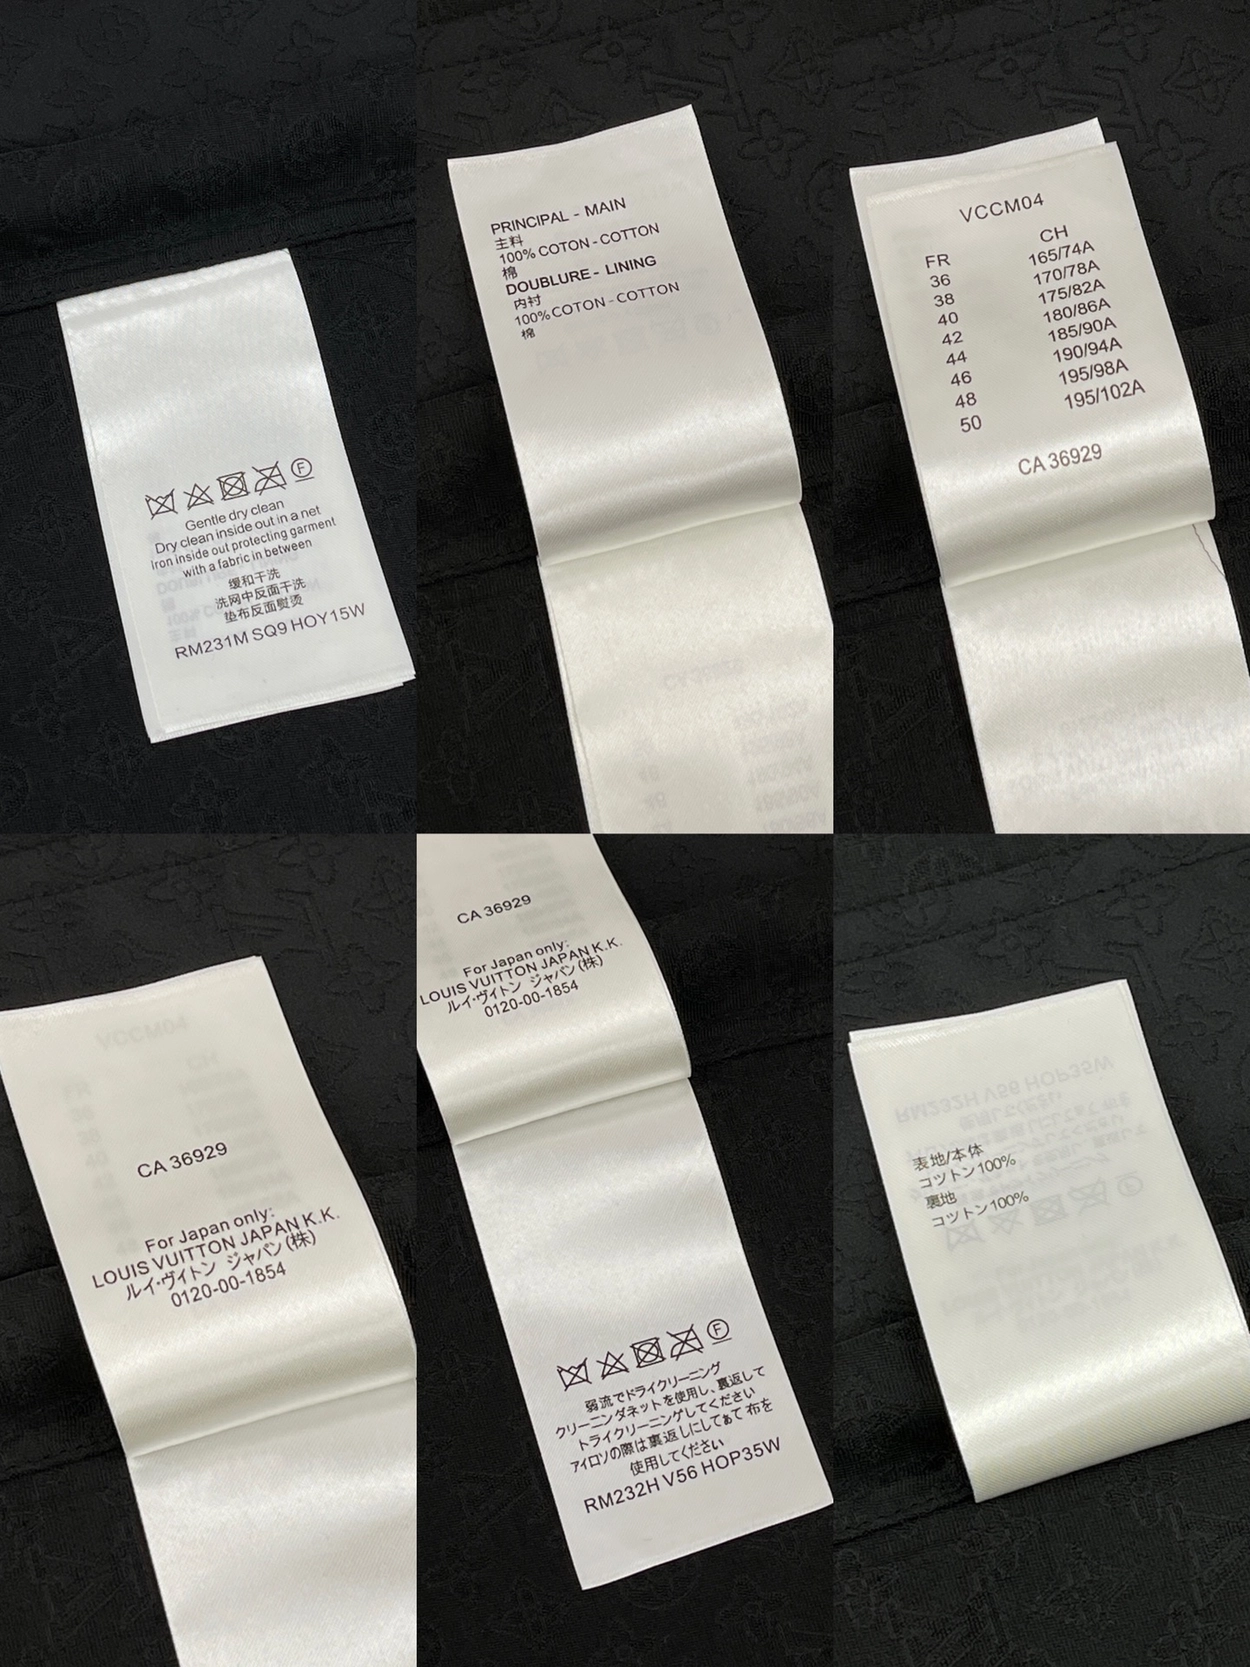 Gentle dry clean
Dry clean inside out in a net
iron inside out protecting garment
with a fabric in between
缓和干洗
洗网中反面干洗
垫布反面熨烫
RM231M SQ9 HOY15W
PRINCIPAL - MAIN
主料
100% COTON - COTTON
棉
DOUBLURE - LINING
内衬
100% COTON - COTTON
棉
VCCM04
FR CH
36 165/74A
38 170/78A
40 175/82A
42 180/86A
44 185/90A
46 190/94A
48 195/98A
50 195/102A
CA 36929
CA 36929
For Japan only:
LOUIS VUITTON JAPAN K.K.
ルイ·ヴィトン ジャパン(株)
0120-00-1854
CA 36929
For Japan only:
LOUIS VUITTON JAPAN K.K.
ルイ·ヴィトン ジャパン(株)
0120-00-1854
F
弱流でドライクリーニング
クリーニンダネットを使用し、裏返して
トライクリーニンゲしてください
アイロソの際は裏返しにしてあて布を
使用してください
RM232H V56 HOP35W
表地/本体
コツトン100%
裏地
コツトン100%